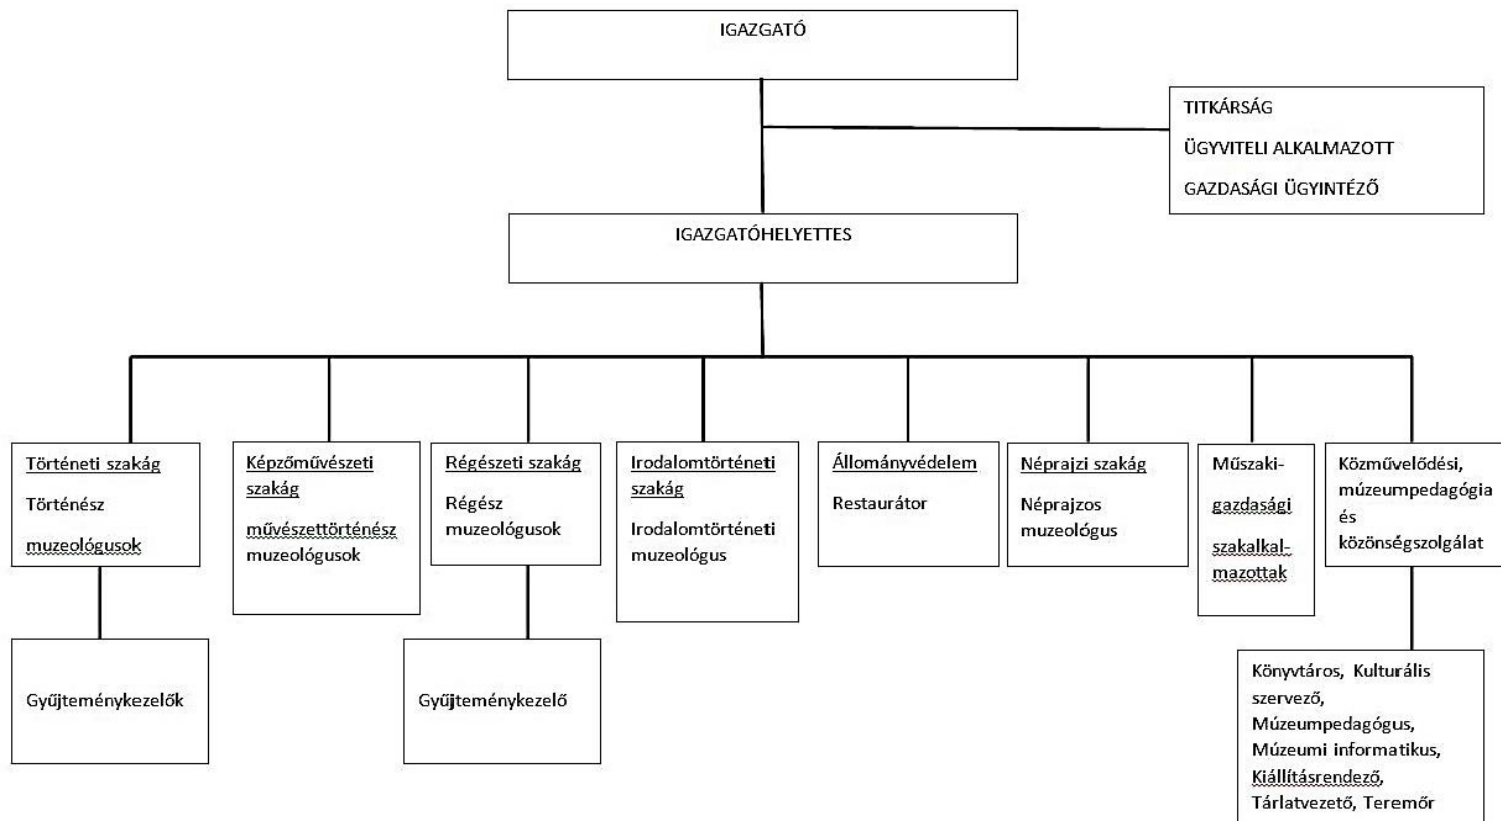 IGAZGATÓ
TITKÁRSÁG
ÜGYVITELI ALKALMAZOTT
GAZDASÁGI ÜGYINTÉZŐ
IGAZGATÓHELYETTES
Történeti szakág
Történész
muzeológusok
Képzőművészeti
szakág
művészettörténész
muzeológusok
Régészeti szakág
Régész
muzeológusok
Irodalomtörténeti
szakág
Irodalomtörténeti
muzeológus
Állományvédelem
Restaurátor
Néprajzi szakág
Néprajzos
muzeológus
Műszaki-
gazdasági
szakalkal-
mazottak
Közművelődési,
múzeumpedagógia
és
közönségszolgálat
Gyűjteménykezelők
Gyűjteménykezelő
Könyvtáros, Kulturális
szervező,
Múzeumpedagógus,
Múzeumi informatikus,
Kiállításrendező,
Tárlatvezető, Teremőr